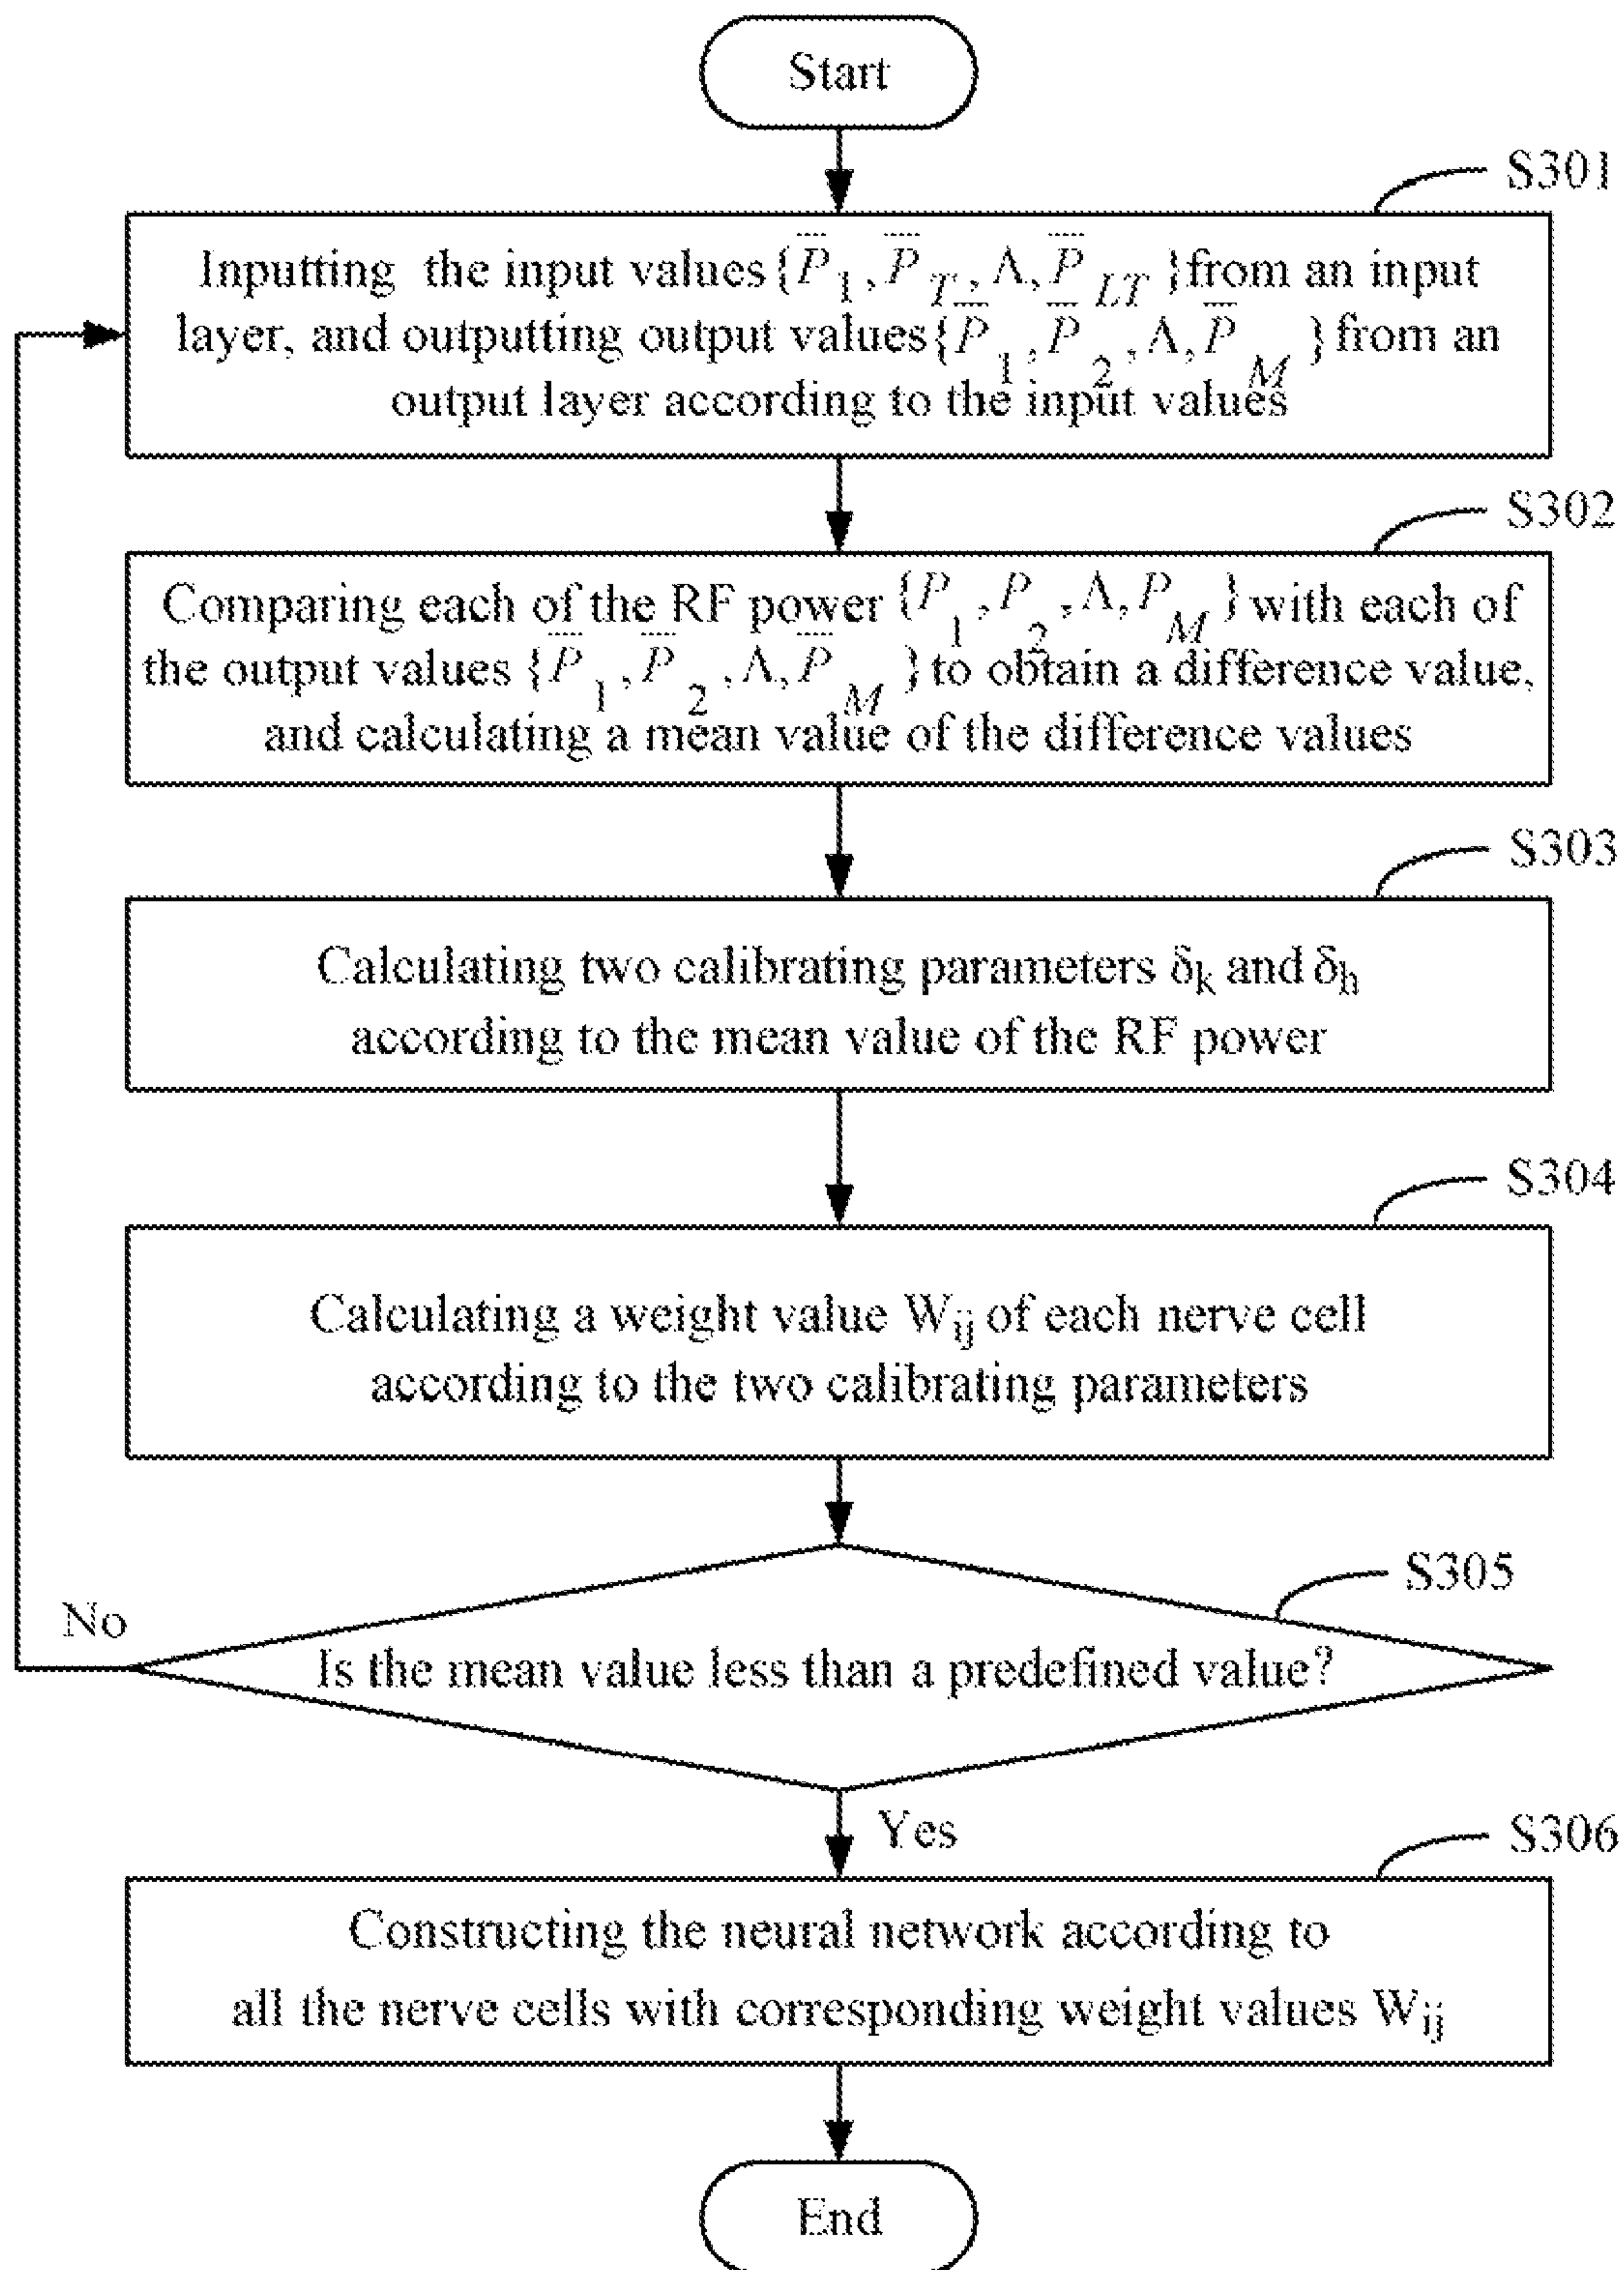 Start
S301
Inputting the input values {P̅₁, P̅_T, Λ, P̅_LT} from an input
layer, and outputting output values {P̅₁, P̅₂, Λ, P̅_M} from an
output layer according to the input values
S302
Comparing each of the RF power {P₁, P₂, Λ, P_M} with each of
the output values {P̅₁, P̅₂, Λ, P̅_M} to obtain a difference value,
and calculating a mean value of the difference values
S303
Calculating two calibrating parameters δk and δh
according to the mean value of the RF power
S304
Calculating a weight value Wij of each nerve cell
according to the two calibrating parameters
S305
No
Is the mean value less than a predefined value?
Yes
S306
Constructing the neural network according to
all the nerve cells with corresponding weight values Wij
End